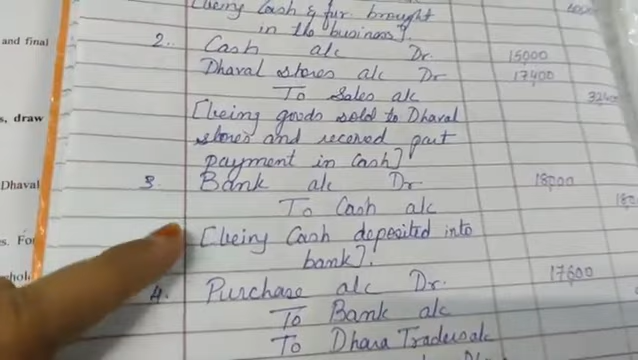 [being Cash & fur. brought
in the business].
and final
2. Cash a/c Dr. 15000
Dhaval stores a/c Dr 17400
To Sales a/c
s, draw
[being goods sold to Dhaval
stores and receved part
payment in cash]
Dhaval
3. Bank a/c Dr 18000
To Cash a/c
s. Fo
[being Cash deposited into
bank].
4. Purchase a/c Dr. 17600
To Bank a/c
To Dhara Traders a/c